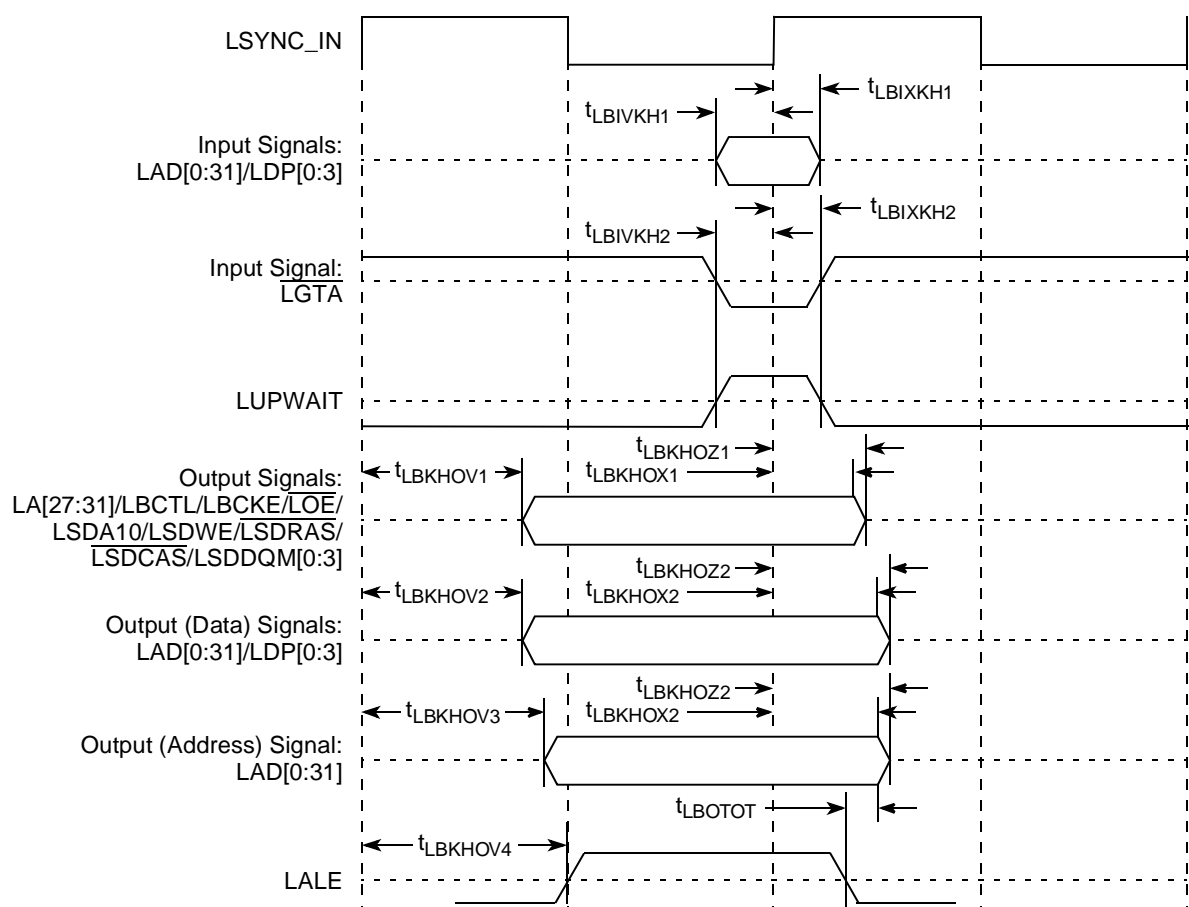 LSYNC_IN
tLBIXKH1
tLBIVKH1
Input Signals:
LAD[0:31]/LDP[0:3]
tLBIXKH2
tLBIVKH2
Input Signal:
LGTA
LUPWAIT
tLBKHOZ1
tLBKHOV1
tLBKHOX1
Output Signals:
LA[27:31]/LBCTL/LBCKE/LOE/
LSDA10/LSDWE/LSDRAS/
LSDCAS/LSDDQM[0:3]
tLBKHOZ2
tLBKHOV2
tLBKHOX2
Output (Data) Signals:
LAD[0:31]/LDP[0:3]
tLBKHOZ2
tLBKHOV3
tLBKHOX2
Output (Address) Signal:
LAD[0:31]
tLBOTOT
tLBKHOV4
LALE